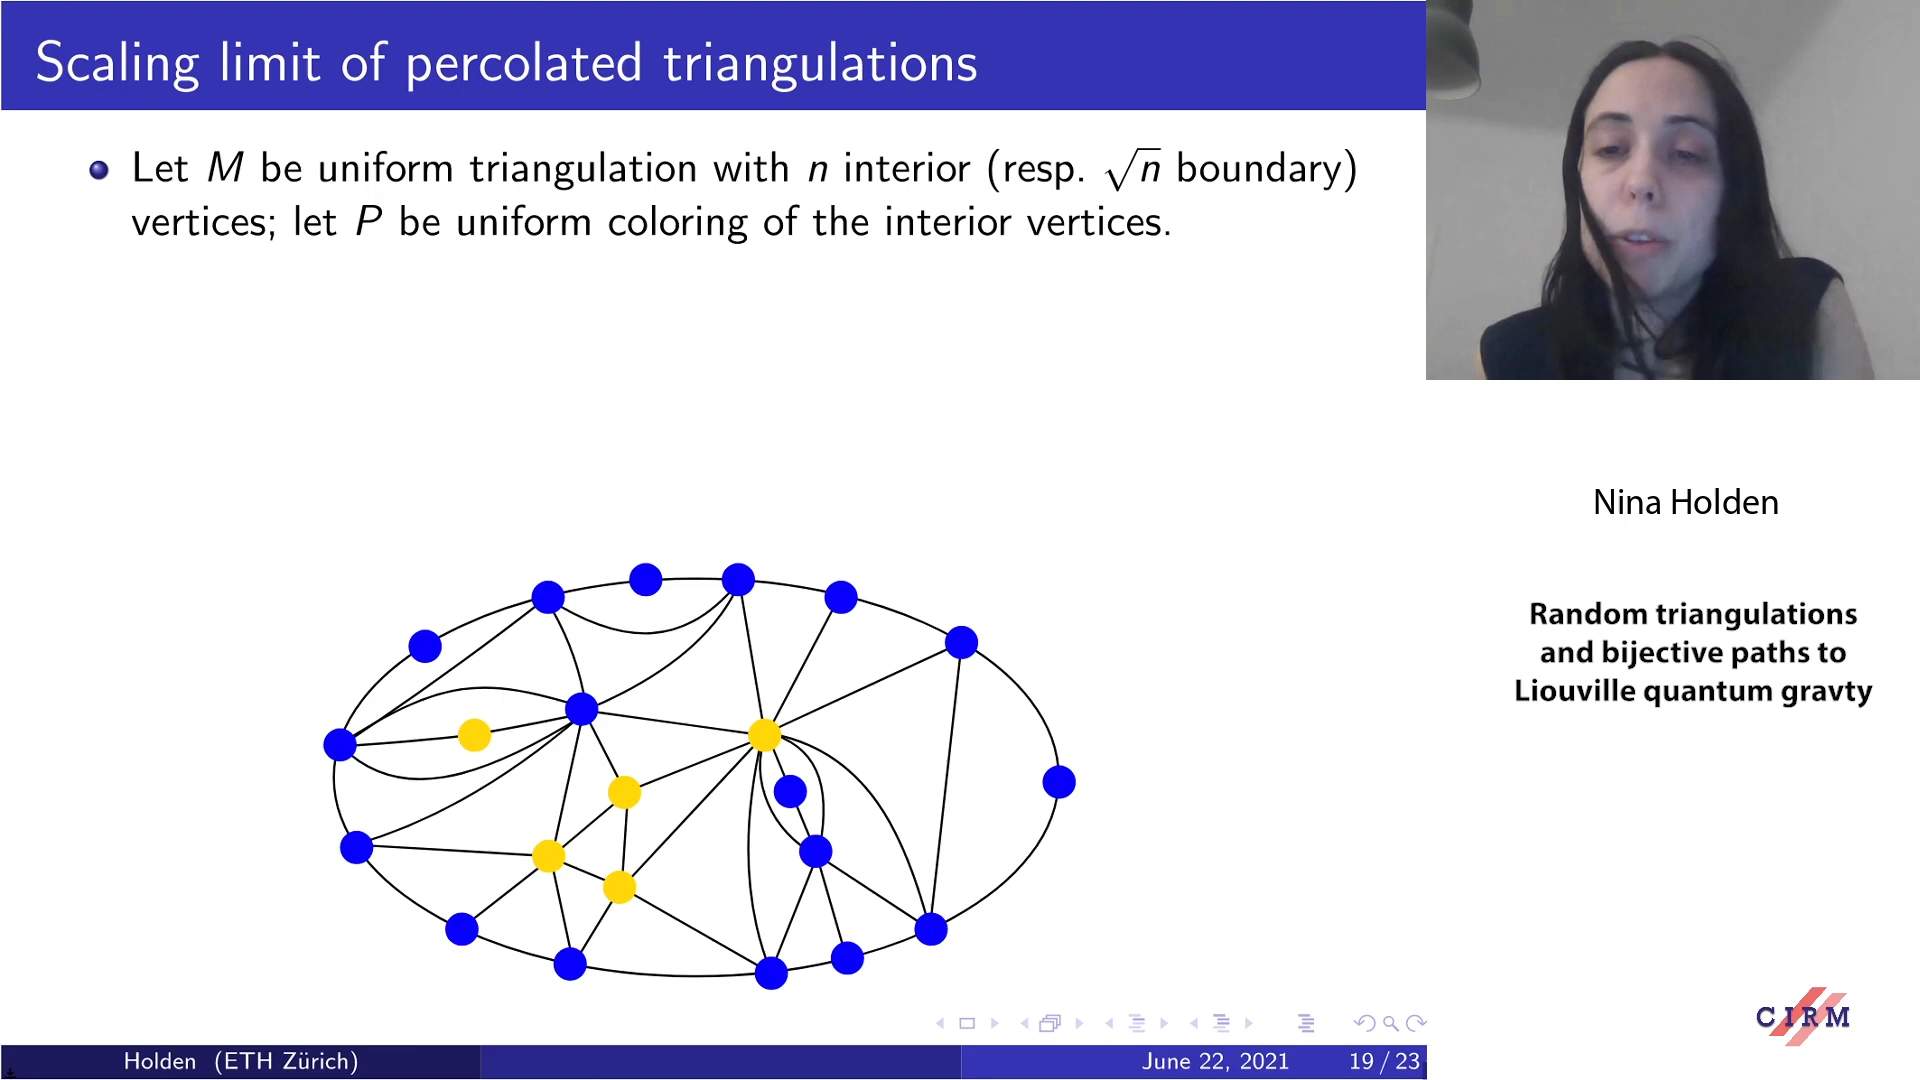 Scaling limit of percolated triangulations
Let M be uniform triangulation with n interior (resp. √n boundary)
vertices; let P be uniform coloring of the interior vertices.
Nina Holden
Random triangulations
and bijective paths to
Liouville quantum gravty
CIRM
Holden (ETH Zürich)
June 22, 2021
19 / 23